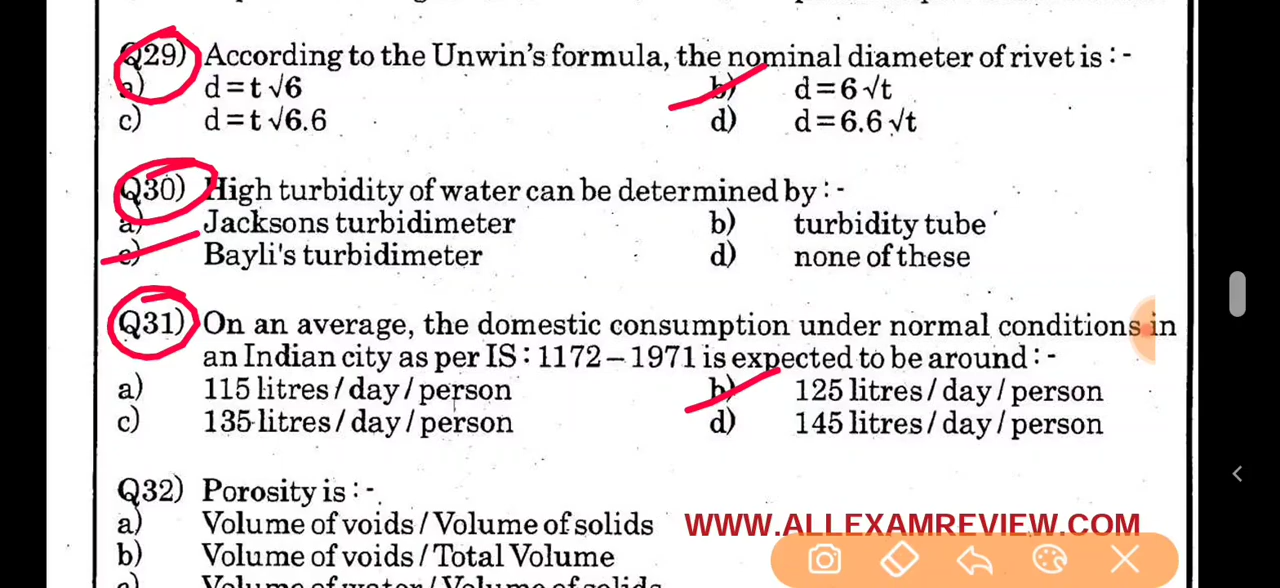 Q29) According to the Unwin's formula, the nominal diameter of rivet is :-
a) d=t√6 b) d=6√t
c) d=t√6.6 d) d=6.6√t
Q30) High turbidity of water can be determined by :-
a) Jacksons turbidimeter b) turbidity tube
c) Bayli's turbidimeter d) none of these
Q31) On an average, the domestic consumption under normal conditions in
an Indian city as per IS : 1172–1971 is expected to be around :-
a) 115 litres / day / person b) 125 litres / day / person
c) 135 litres / day / person d) 145 litres / day / person
Q32) Porosity is :-
a) Volume of voids / Volume of solids WWW.ALLEXAMREVIEW.COM
b) Volume of voids / Total Volume